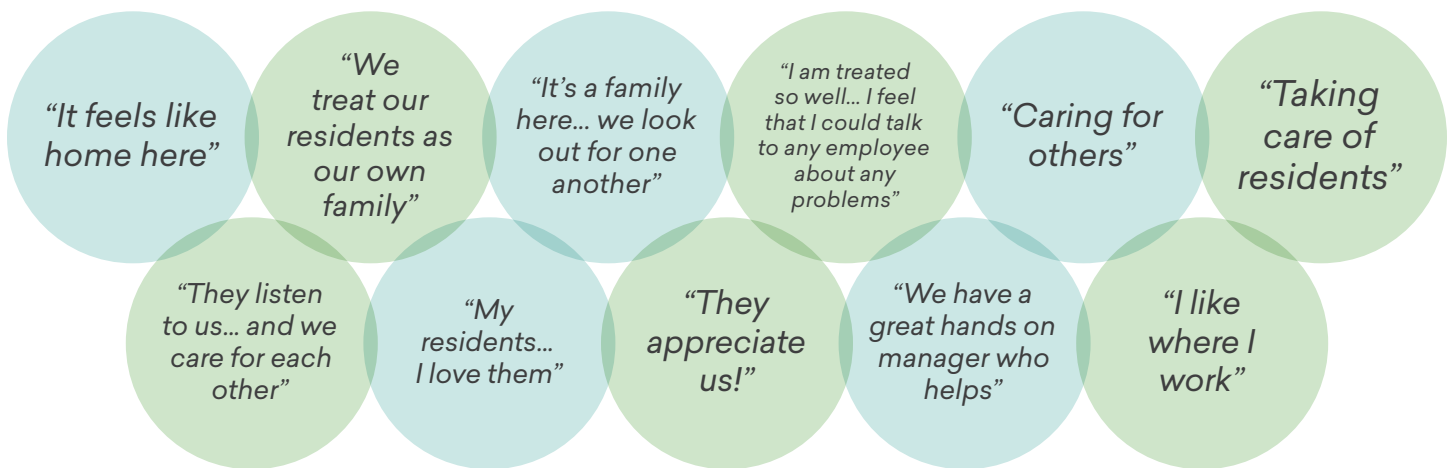 “It feels like
home here”
“We
treat our
residents as
our own
family”
“It’s a family
here... we look
out for one
another”
“I am treated
so well... I feel
that I could talk
to any employee
about any
problems”
“Caring for
others”
“Taking
care of
residents”
“They listen
to us... and we
care for each
other”
“My
residents...
I love them”
“They
appreciate
us!”
“We have a
great hands on
manager who
helps”
“I like
where I
work”